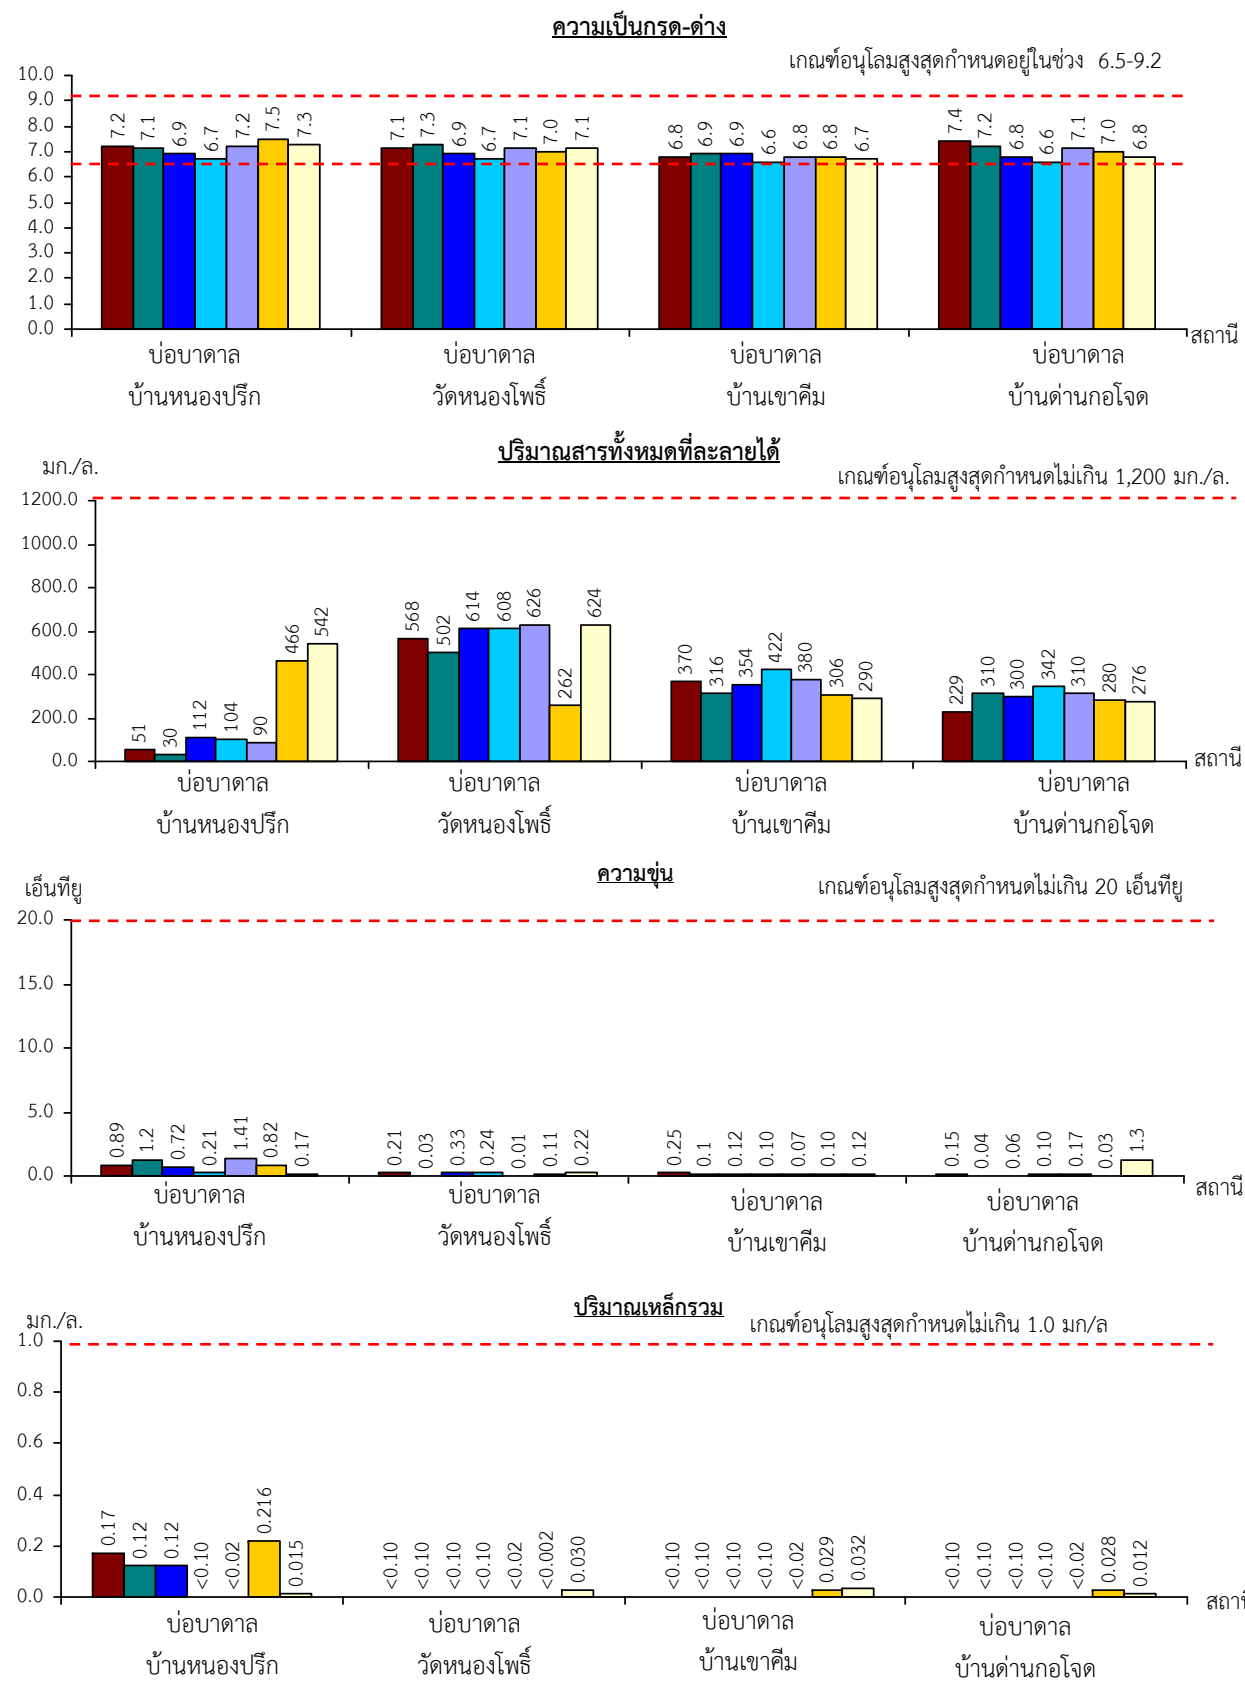 ความเป็นกรด-ด่าง
เกณฑ์อนุโลมสูงสุดกำหนดอยู่ในช่วง 6.5-9.2
10.0
9.0
8.0
7.0
6.0
5.0
4.0
3.0
2.0
1.0
0.0
7.2 7.1 6.9 6.7 7.2 7.5 7.3
7.1 7.3 6.9 6.7 7.1 7.0 7.1
6.8 6.9 6.9 6.6 6.8 6.8 6.7
7.4 7.2 6.8 6.6 7.1 7.0 6.8
สถานี
บ่อบาดาล บ่อบาดาล บ่อบาดาล บ่อบาดาล
บ้านหนองปรึก วัดหนองโพธิ์ บ้านเขาคีม บ้านด่านกอโจด
ปริมาณสารทั้งหมดที่ละลายได้
มก./ล.
เกณฑ์อนุโลมสูงสุดกำหนดไม่เกิน 1,200 มก./ล.
1200.0
1000.0
800.0
600.0
400.0
200.0
0.0
51 30 112 104 90 466 542
568 502 614 608 626 262 624
370 316 354 422 380 306 290
229 310 300 342 310 280 276
สถานี
บ่อบาดาล บ่อบาดาล บ่อบาดาล บ่อบาดาล
บ้านหนองปรึก วัดหนองโพธิ์ บ้านเขาคีม บ้านด่านกอโจด
ความขุ่น
เอ็นทียู
เกณฑ์อนุโลมสูงสุดกำหนดไม่เกิน 20 เอ็นทียู
20.0
15.0
10.0
5.0
0.0
0.89 1.2 0.72 0.21 1.41 0.82 0.17
0.21 0.03 0.33 0.24 0.01 0.11 0.22
0.25 0.1 0.12 0.10 0.07 0.10 0.12
0.15 0.04 0.06 0.10 0.17 0.03 1.3
สถานี
บ่อบาดาล บ่อบาดาล บ่อบาดาล บ่อบาดาล
บ้านหนองปรึก วัดหนองโพธิ์ บ้านเขาคีม บ้านด่านกอโจด
ปริมาณเหล็กรวม
มก./ล.
เกณฑ์อนุโลมสูงสุดกำหนดไม่เกิน 1.0 มก/ล
1.0
0.8
0.6
0.4
0.2
0.0
0.17 0.12 0.12 <0.10 <0.02 0.216 0.015
<0.10 <0.10 <0.10 <0.10 <0.02 <0.002 0.030
<0.10 <0.10 <0.10 <0.10 <0.02 0.029 0.032
<0.10 <0.10 <0.10 <0.10 <0.02 0.028 0.012
สถานี
บ่อบาดาล บ่อบาดาล บ่อบาดาล บ่อบาดาล
บ้านหนองปรึก วัดหนองโพธิ์ บ้านเขาคีม บ้านด่านกอโจด